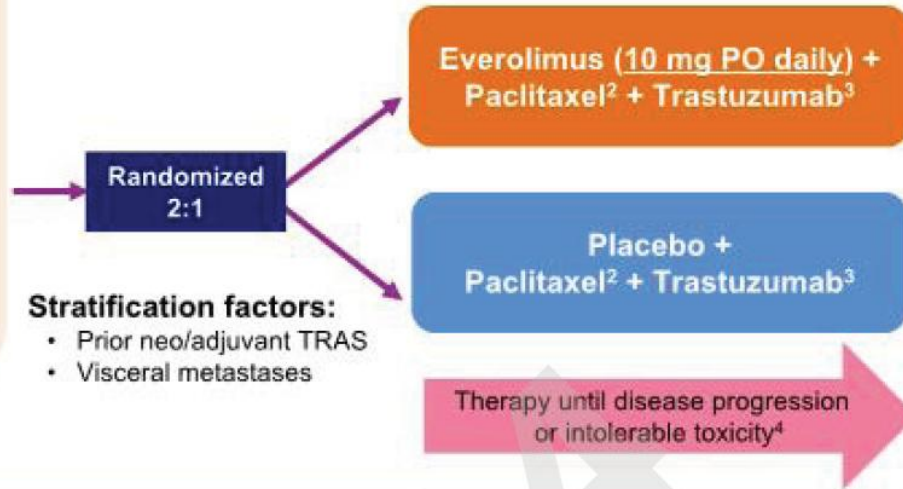 Everolimus (10 mg PO daily) +
Paclitaxel² + Trastuzumab³
Randomized
2:1
Placebo +
Paclitaxel² + Trastuzumab³
Stratification factors:
• Prior neo/adjuvant TRAS
• Visceral metastases
Therapy until disease progression
or intolerable toxicity⁴